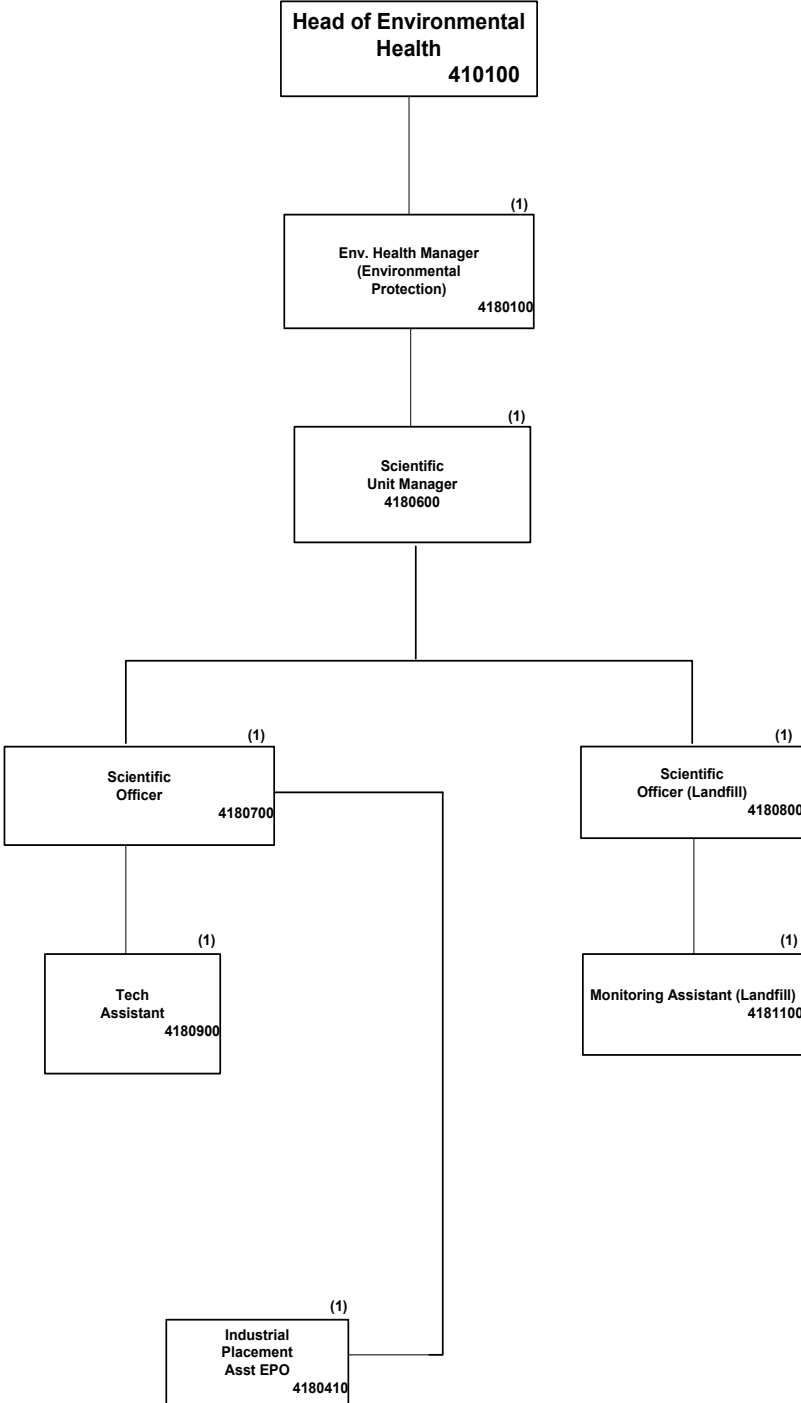 Head of Environmental
Health
410100
(1)
Env. Health Manager
(Environmental
Protection)
4180100
(1)
Scientific
Unit Manager
4180600
(1)
Scientific
Officer
4180700
(1)
Scientific
Officer (Landfill)
4180800
(1)
Tech
Assistant
4180900
(1)
Monitoring Assistant (Landfill)
4181100
(1)
Industrial
Placement
Asst EPO
4180410